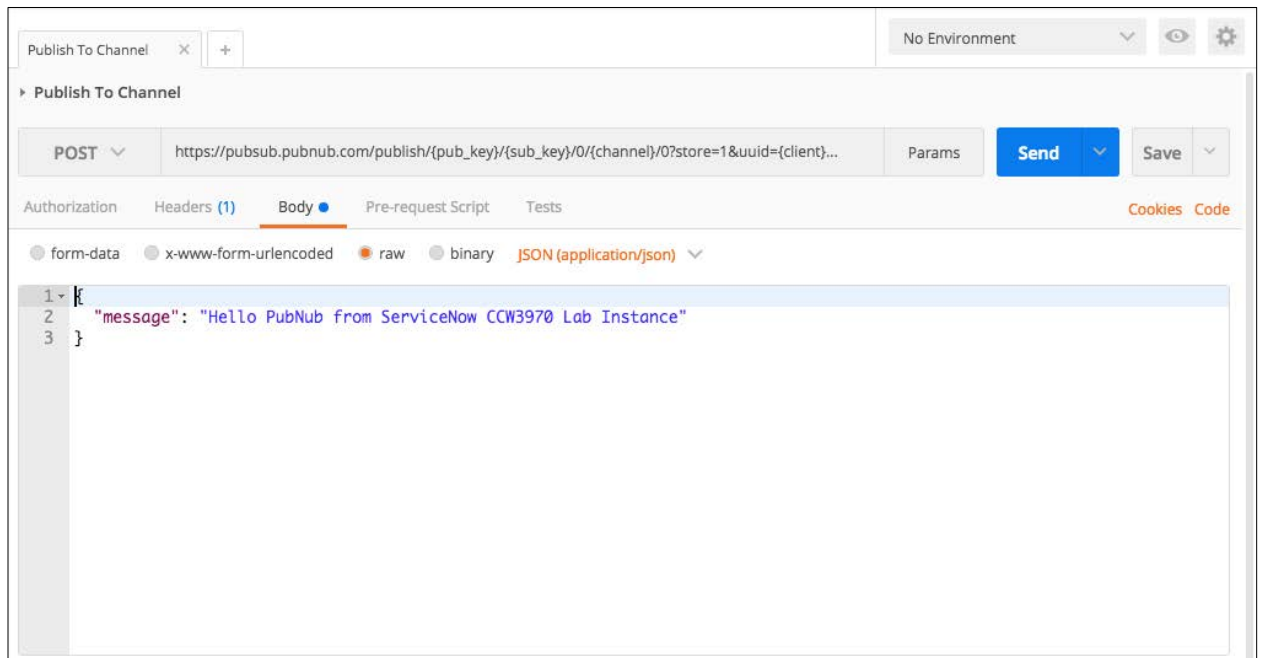 Publish To Channel × + No Environment
Publish To Channel
POST https://pubsub.pubnub.com/publish/{pub_key}/{sub_key}/0/{channel}/0?store=1&uuid={client}... Params Send Save
Authorization Headers (1) Body Pre-request Script Tests Cookies Code
form-data x-www-form-urlencoded raw binary JSON (application/json)
1 {
2 "message": "Hello PubNub from ServiceNow CCW3970 Lab Instance"
3 }